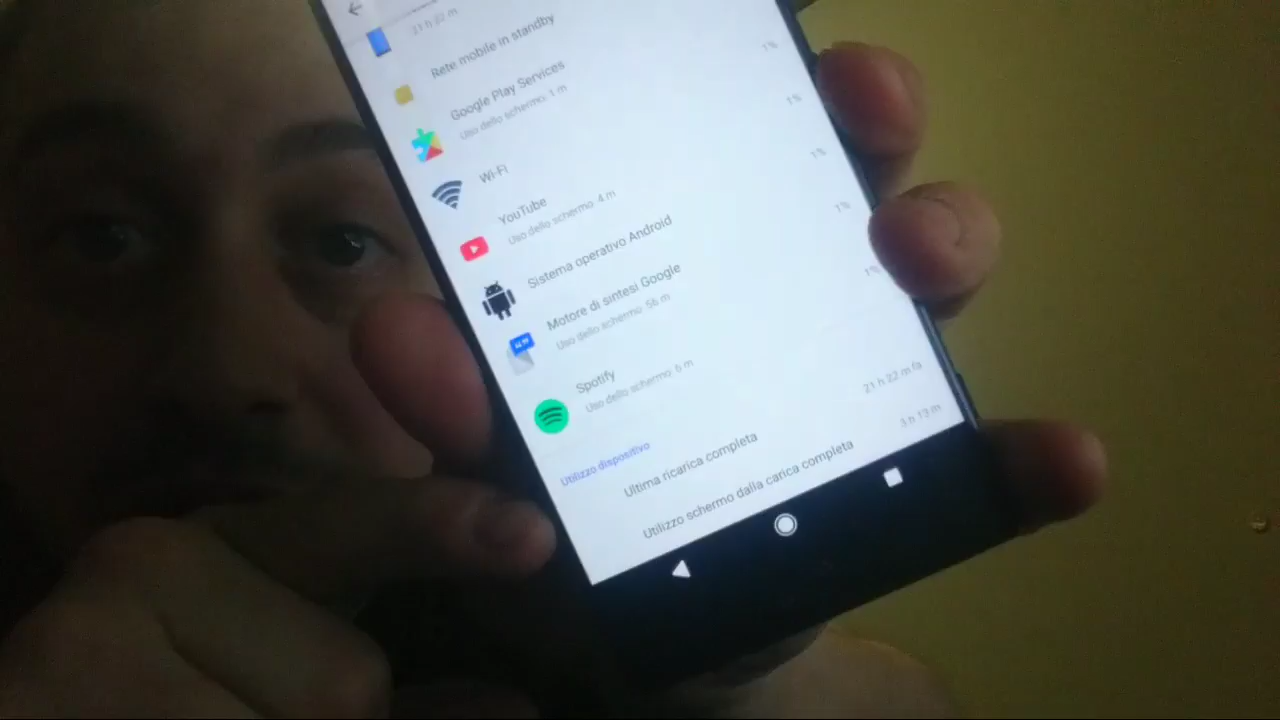 21 h 22 m
Rete mobile in standby
1%
Google Play Services
Uso dello schermo: 1 m
1%
Wi-Fi
1%
YouTube
Uso dello schermo: 4 m
1%
Sistema operativo Android
1%
Motore di sintesi Google
Uso dello schermo: 56 m
Spotify
Uso dello schermo: 6 m
Utilizzo dispositivo
Ultima ricarica completa
21 h 22 m fa
Utilizzo schermo dalla carica completa
3 h 13 m